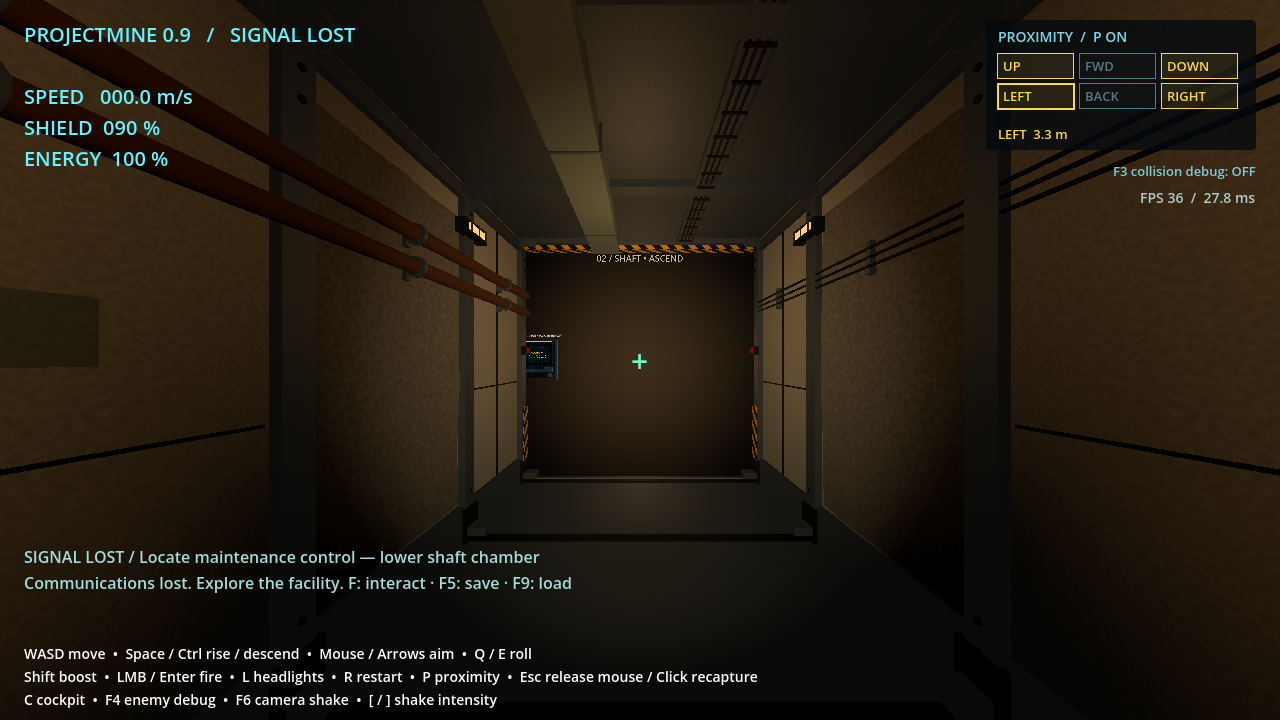 PROJECTMINE 0.9 / SIGNAL LOST
SPEED 000.0 m/s
SHIELD 090 %
ENERGY 100 %
PROXIMITY / P ON
UP FWD DOWN
LEFT BACK RIGHT
LEFT 3.3 m
F3 collision debug: OFF
FPS 36 / 27.8 ms
02 / SHAFT • ASCEND
SIGNAL LOST / Locate maintenance control — lower shaft chamber
Communications lost. Explore the facility. F: interact · F5: save · F9: load
WASD move • Space / Ctrl rise / descend • Mouse / Arrows aim • Q / E roll
Shift boost • LMB / Enter fire • L headlights • R restart • P proximity • Esc release mouse / Click recapture
C cockpit • F4 enemy debug • F6 camera shake • [ / ] shake intensity